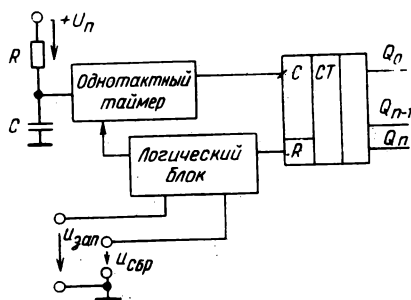 +Uп
R
C
Однотактный
таймер
C
CT
R
Q0
Qn-1
Qn
Логический
блок
Uзап
Uсбр